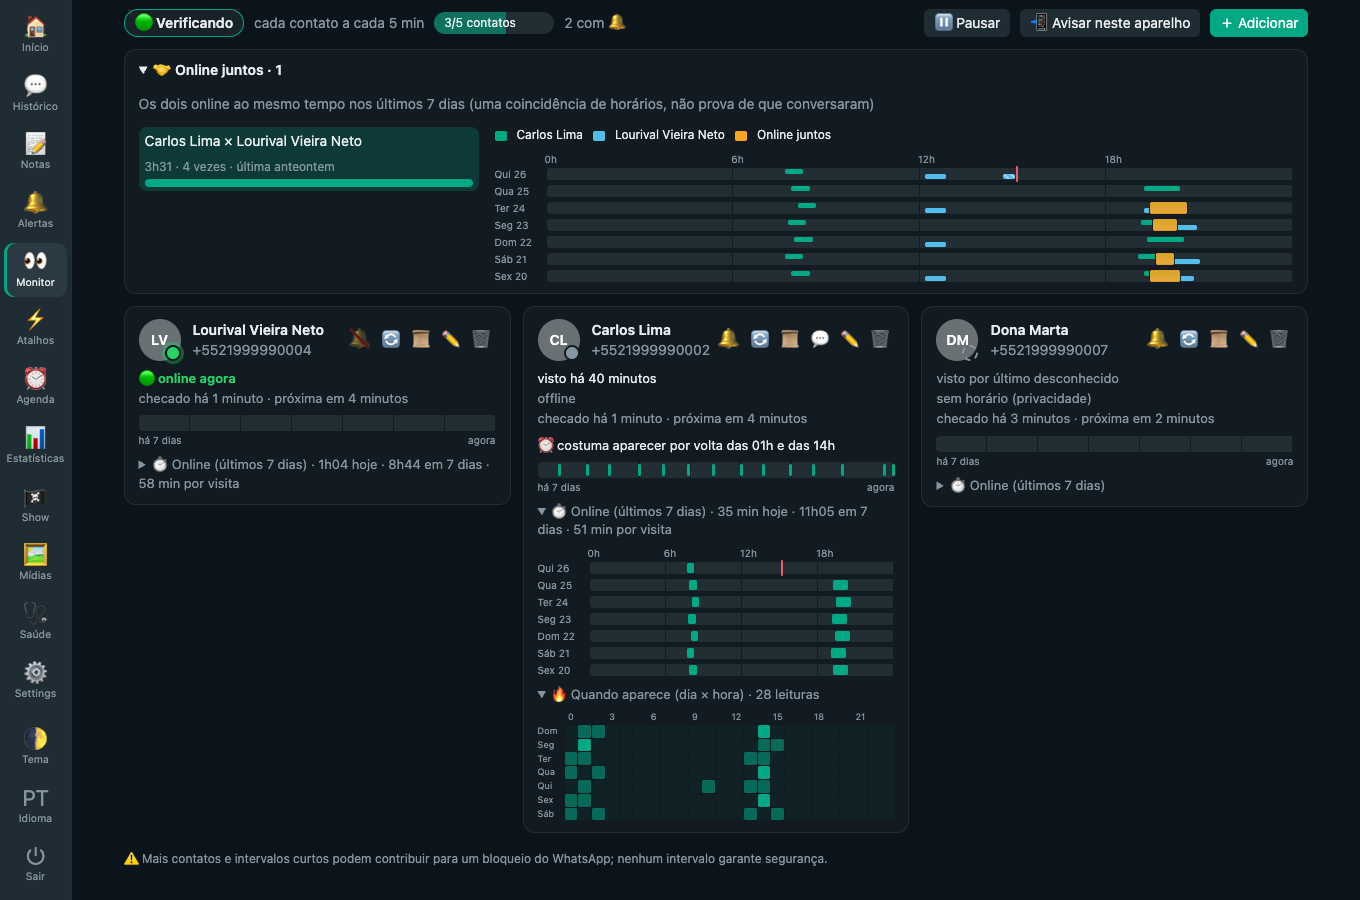 Início
Histórico
Notas
Alertas
Monitor
Atalhos
Agenda
Estatísticas
Show
Mídias
Saúde
Settings
Tema
PT
Idioma
Sair
Verificando
cada contato a cada 5 min
3/5 contatos
2 com 🔔
Pausar
Avisar neste aparelho
+ Adicionar
▼ 🤝 Online juntos · 1
Os dois online ao mesmo tempo nos últimos 7 dias (uma coincidência de horários, não prova de que conversaram)
Carlos Lima × Lourival Vieira Neto
3h31 · 4 vezes · última anteontem
Carlos Lima
Lourival Vieira Neto
Online juntos
0h 6h 12h 18h
Qui 26
Qua 25
Ter 24
Seg 23
Dom 22
Sáb 21
Sex 20
LV
Lourival Vieira Neto
+5521999990004
online agora
checado há 1 minuto · próxima em 4 minutos
há 7 dias agora
▶ ⏱ Online (últimos 7 dias) · 1h04 hoje · 8h44 em 7 dias ·
58 min por visita
CL
Carlos Lima
+5521999990002
visto há 40 minutos
offline
checado há 1 minuto · próxima em 4 minutos
⏰ costuma aparecer por volta das 01h e das 14h
há 7 dias agora
▼ ⏱ Online (últimos 7 dias) · 35 min hoje · 11h05 em 7
dias · 51 min por visita
0h 6h 12h 18h
Qui 26
Qua 25
Ter 24
Seg 23
Dom 22
Sáb 21
Sex 20
▼ 🔥 Quando aparece (dia × hora) · 28 leituras
0 3 6 9 12 15 18 21
Dom
Seg
Ter
Qua
Qui
Sex
Sáb
DM
Dona Marta
+5521999990007
visto por último desconhecido
sem horário (privacidade)
checado há 3 minutos · próxima em 2 minutos
há 7 dias agora
▶ ⏱ Online (últimos 7 dias)
⚠️ Mais contatos e intervalos curtos podem contribuir para um bloqueio do WhatsApp; nenhum intervalo garante segurança.